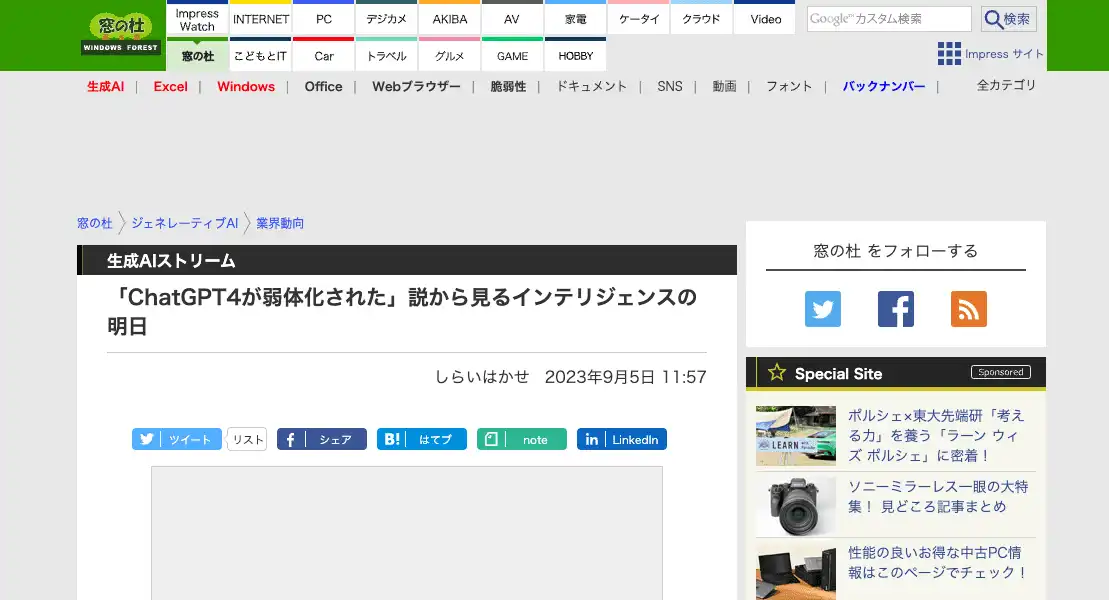 窓の杜
WINDOWS FOREST
Impress Watch
INTERNET
PC
デジカメ
AKIBA
AV
家電
ケータイ
クラウド
Video
窓の杜
こどもとIT
Car
トラベル
グルメ
GAME
HOBBY
Google™カスタム検索
検索
Impress サイト
生成AI | Excel | Windows | Office | Webブラウザー | 脆弱性 | ドキュメント | SNS | 動画 | フォント | バックナンバー | 全カテゴリ
窓の杜 ジェネレーティブAI 業界動向
生成AIストリーム
「ChatGPT4が弱体化された」説から見るインテリジェンスの
明日
しらいはかせ 2023年9月5日 11:57
ツイート
リスト
シェア
B! はてブ
note
in LinkedIn
窓の杜 をフォローする
Special Site
Sponsored
ポルシェ×東大先端研「考え
る力」を養う「ラーン ウィ
ズ ポルシェ」に密着！
LEARN
ソニーミラーレス一眼の大特
集！ 見どころ記事まとめ
性能の良いお得な中古PC情
報はこのページでチェック！